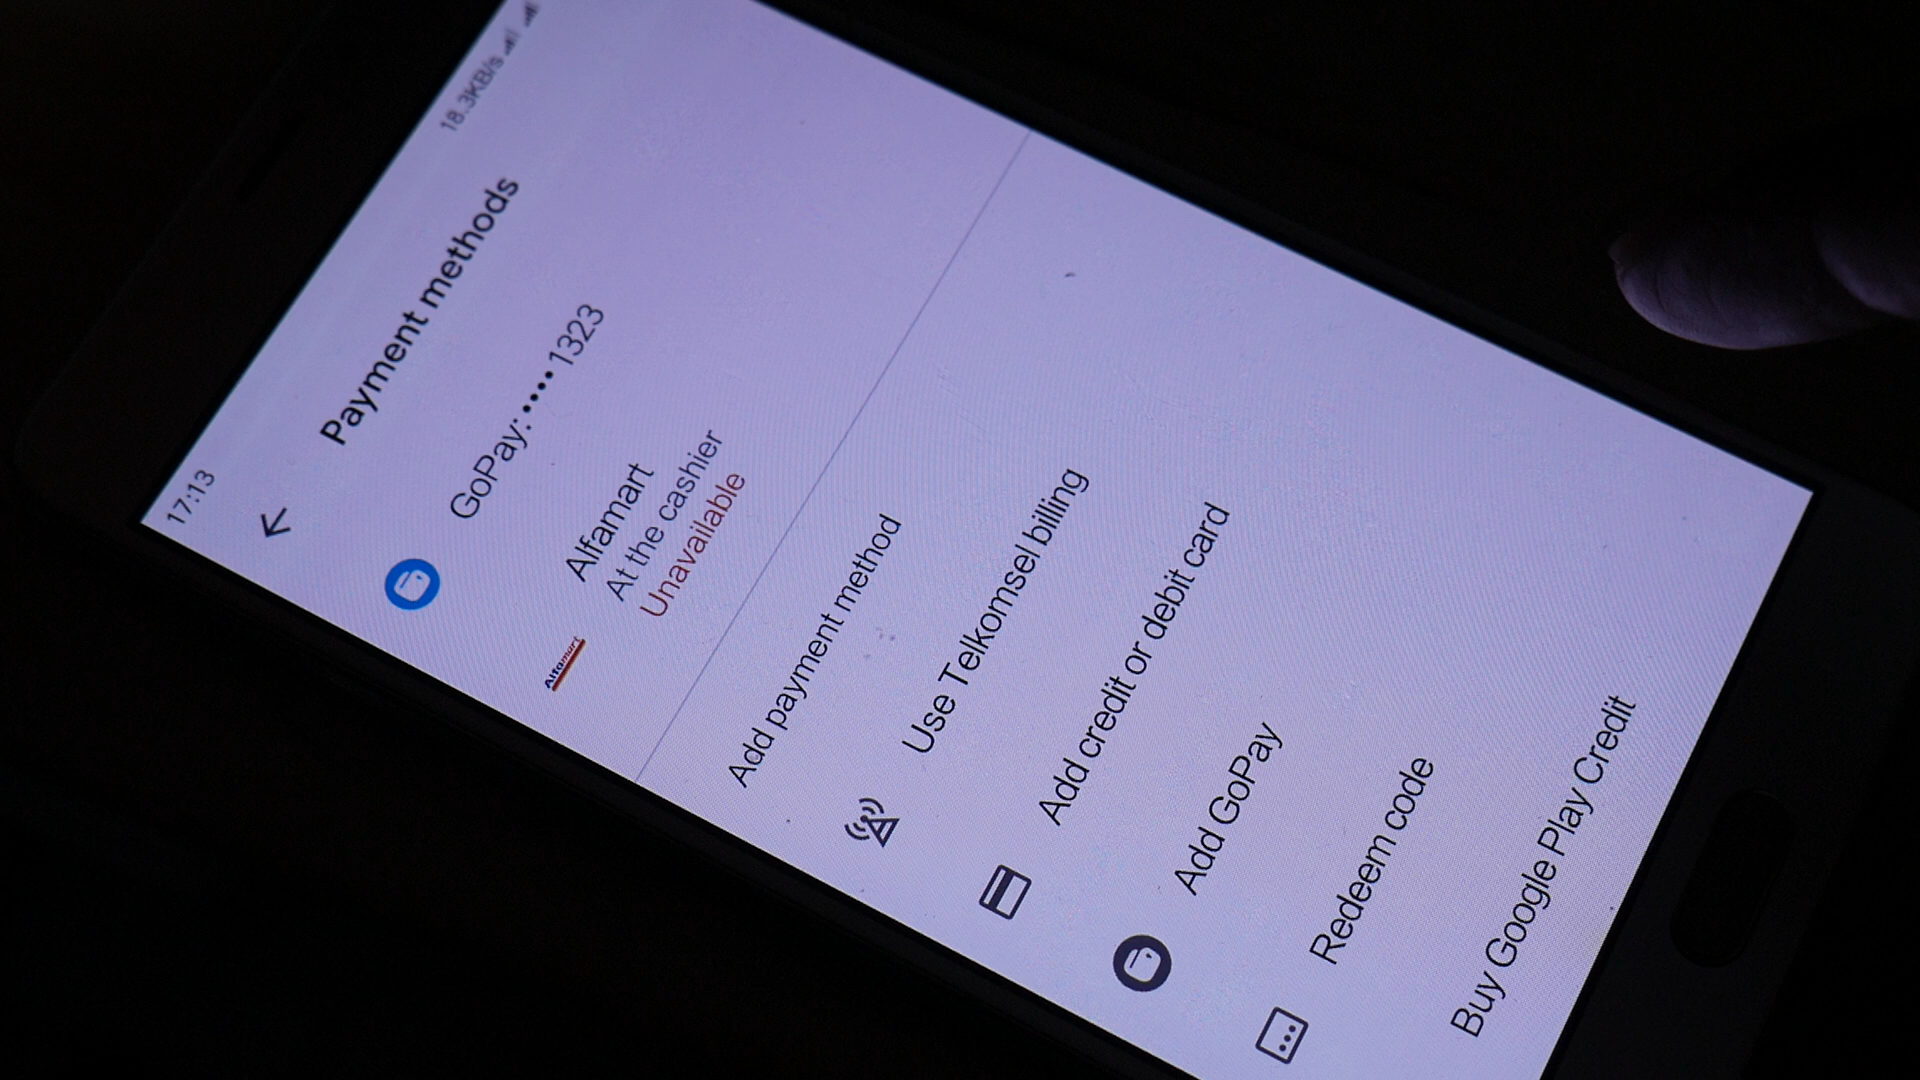 17:13
18.3KB/s
Payment methods
GoPay: •••• 1323
Alfamart
Alfamart
At the cashier
Unavailable
Add payment method
Use Telkomsel billing
Add credit or debit card
Add GoPay
Redeem code
Buy Google Play Credit